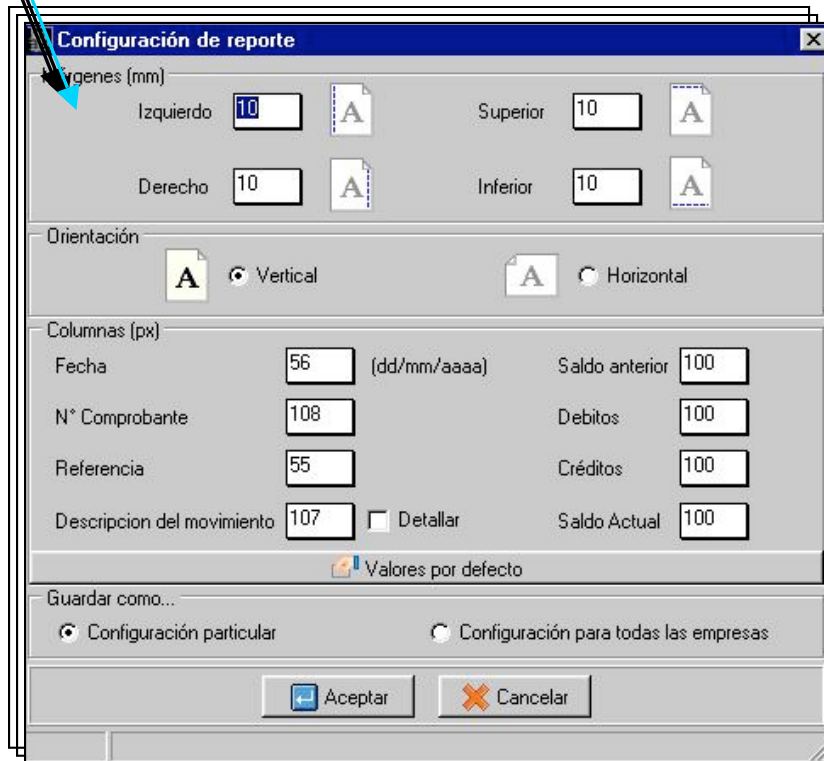 Configuración de reporte
Márgenes (mm)
Izquierdo 10 A Superior 10 A
Derecho 10 A Inferior 10 A
Orientación
A Vertical A Horizontal
Columnas (px)
Fecha 56 (dd/mm/aaaa) Saldo anterior 100
N° Comprobante 108 Debitos 100
Referencia 55 Créditos 100
Descripcion del movimiento 107 Detallar Saldo Actual 100
Valores por defecto
Guardar como...
Configuración particular Configuración para todas las empresas
Aceptar Cancelar